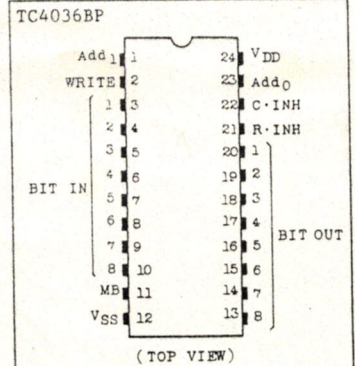 TC4036BP
Add1 1 24 VDD
WRITE 2 23 Add0
1 3 22 C·INH
2 4 21 R·INH
3 5 20 1
4 6 19 2
BIT IN
5 7 18 3
6 8 17 4
7 9 16 5
BIT OUT
8 10 15 6
MB 11 14 7
VSS 12 13 8
(TOP VIEW)